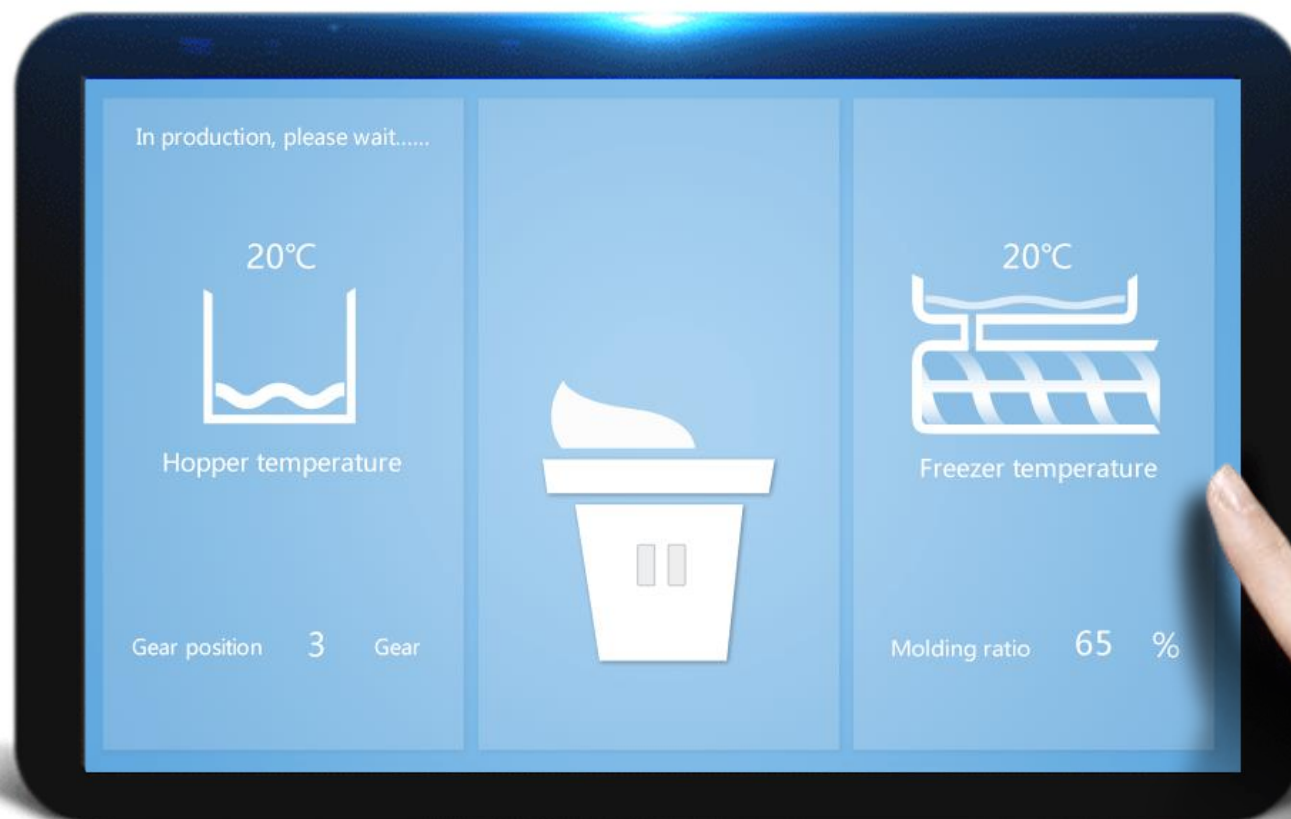 In production, please wait......
20℃
Hopper temperature
Gear position 3 Gear
20℃
Freezer temperature
Molding ratio 65 %